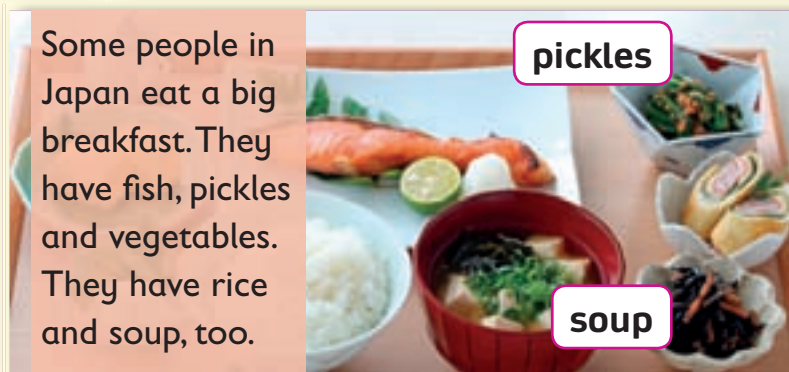 Some people in
Japan eat a big
breakfast. They
have fish, pickles
and vegetables.
They have rice
and soup, too.
pickles
soup